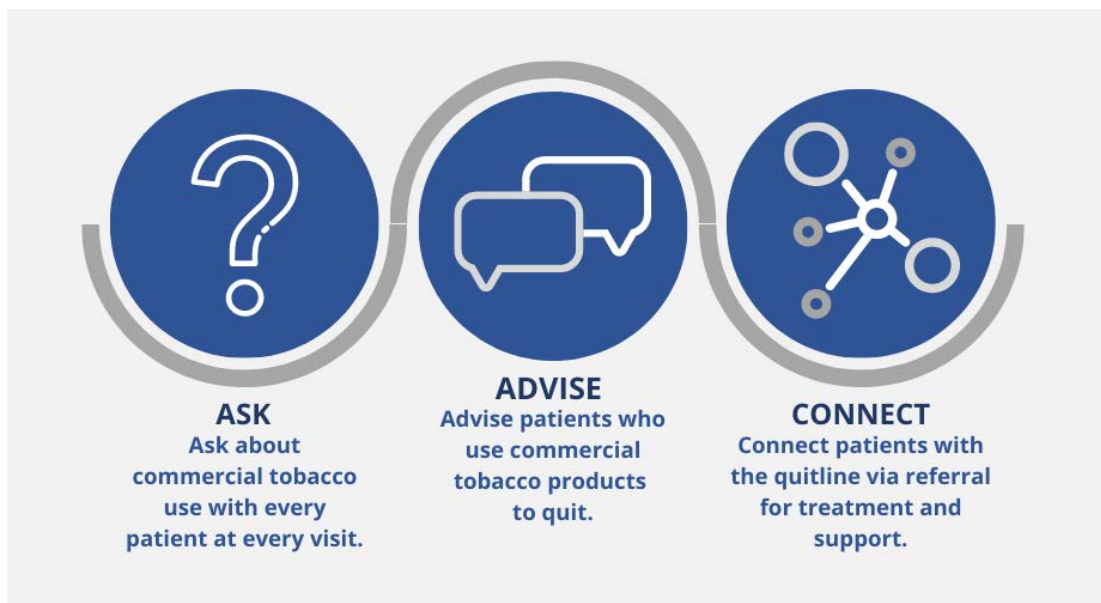 ASK
Ask about
commercial tobacco
use with every
patient at every visit.
ADVISE
Advise patients who
use commercial
tobacco products
to quit.
CONNECT
Connect patients with
the quitline via referral
for treatment and
support.